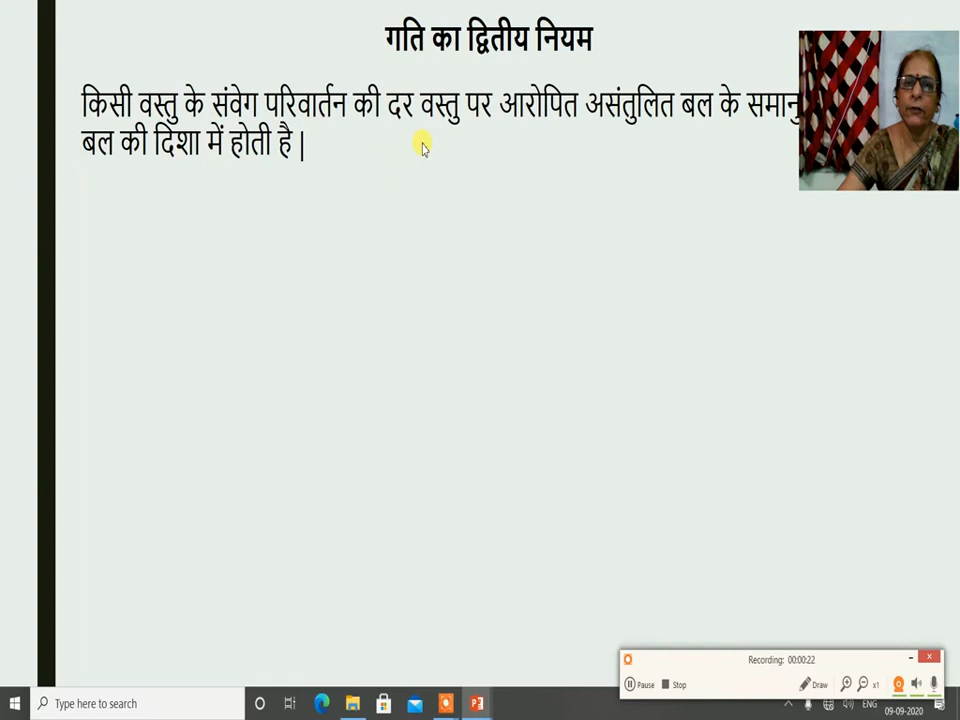 गति का द्वितीय नियम
किसी वस्तु के संवेग परिवार्तन की दर वस्तु पर आरोपित असंतुलित बल के
बल की दिशा में होती है |
Recording: 00:00:22
Pause Stop Draw x1
Type here to search
ENG
09-09-2020